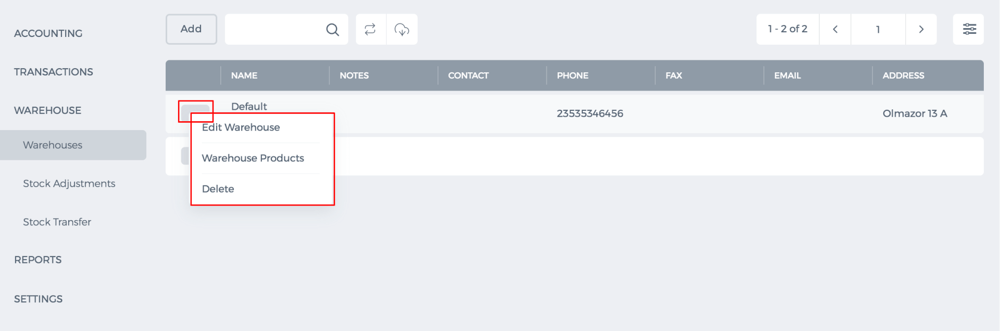 ACCOUNTING
TRANSACTIONS
WAREHOUSE
Warehouses
Stock Adjustments
Stock Transfer
REPORTS
SETTINGS
Add
1 - 2 of 2
1
NAME
NOTES
CONTACT
PHONE
FAX
EMAIL
ADDRESS
Default
23535346456
Olmazor 13 A
Edit Warehouse
Warehouse Products
Delete